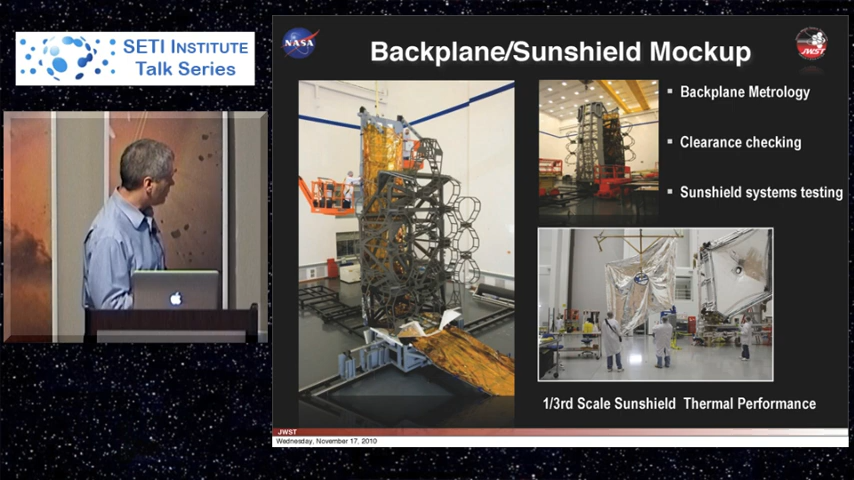 SETI INSTITUTE
Talk Series
NASA
Backplane/Sunshield Mockup
JWST
▪ Backplane Metrology
▪ Clearance checking
▪ Sunshield systems testing
1/3rd Scale Sunshield Thermal Performance
JWST
Wednesday, November 17, 2010